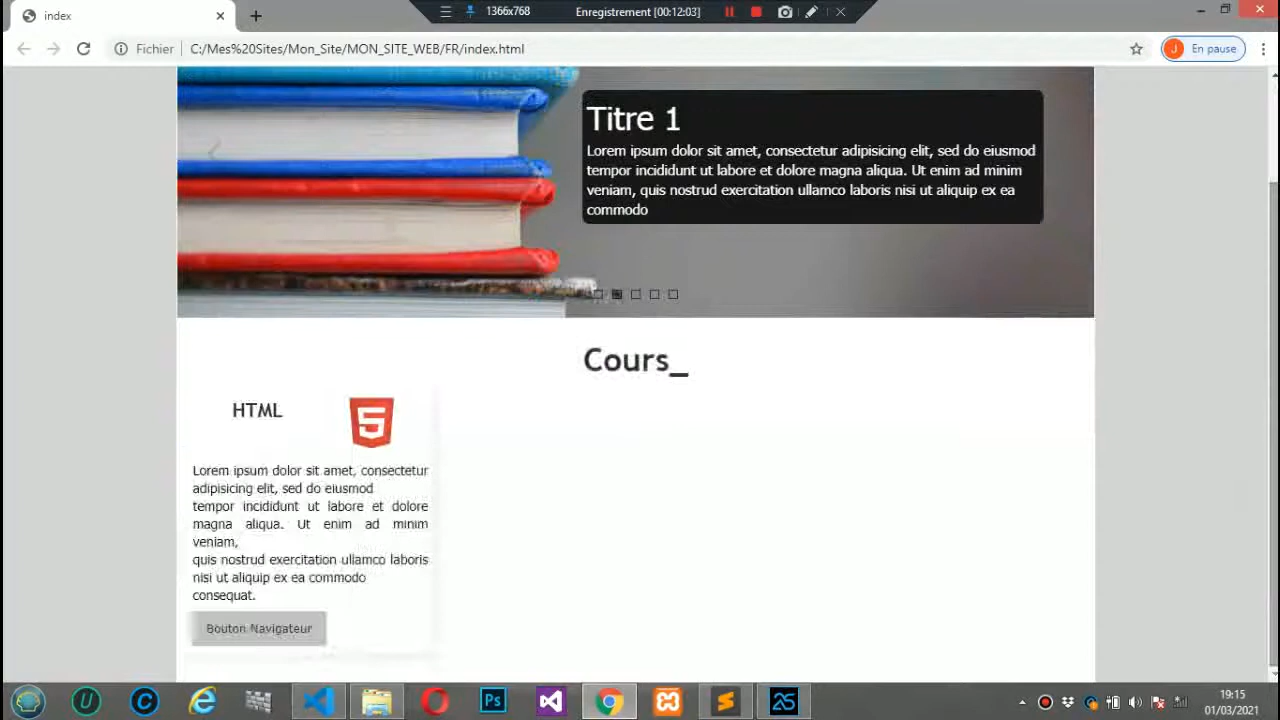 index
1366x768
Enregistrement [00:12:03]
Fichier
C:/Mes%20Sites/Mon_Site/MON_SITE_WEB/FR/index.html
J
En pause
Titre 1
Lorem ipsum dolor sit amet, consectetur adipisicing elit, sed do eiusmod
tempor incididunt ut labore et dolore magna aliqua. Ut enim ad minim
veniam, quis nostrud exercitation ullamco laboris nisi ut aliquip ex ea
commodo
Cours_
HTML
5
Lorem ipsum dolor sit amet, consectetur
adipisicing elit, sed do eiusmod
tempor incididunt ut labore et dolore
magna aliqua. Ut enim ad minim
veniam,
quis nostrud exercitation ullamco laboris
nisi ut aliquip ex ea commodo
consequat.
Bouton Navigateur
U
C
Ps
25
19:15
01/03/2021